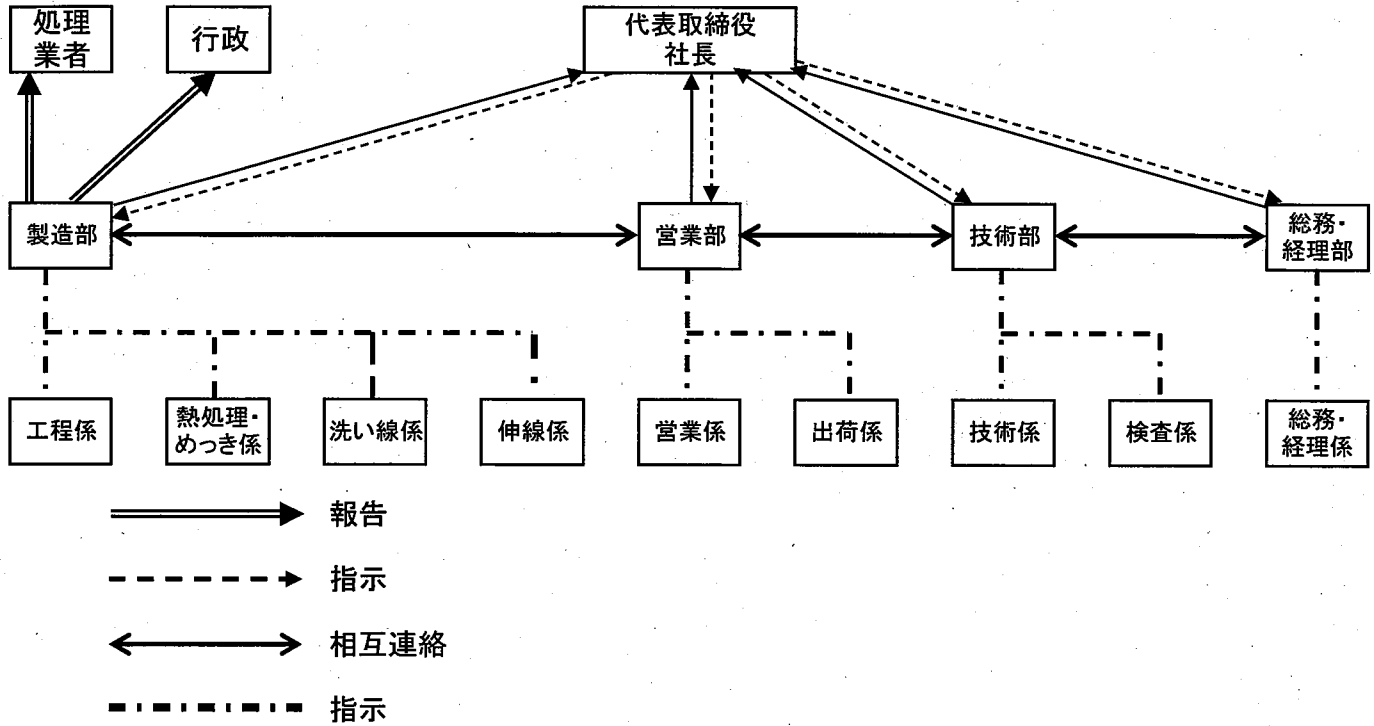 処理
業者
行政
代表取締役
社長
製造部
営業部
技術部
総務・
経理部
工程係
熱処理・
めっき係
洗い線係
伸線係
営業係
出荷係
技術係
検査係
総務・
経理係
報告
指示
相互連絡
指示